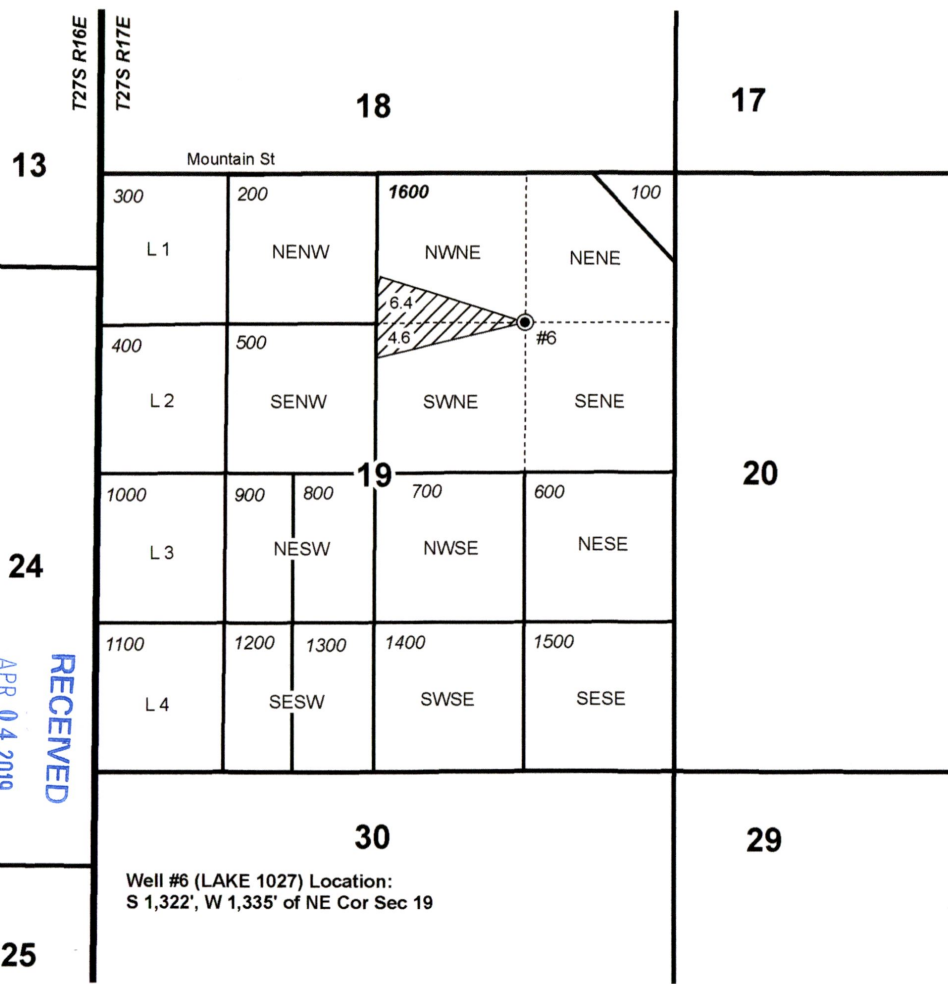 T27S R16E
T27S R17E
18
17
13
Mountain St
300
200
1600
100
L 1
NENW
NWNE
NENE
6.4
4.6
#6
400
500
L 2
SENW
SWNE
SENE
19
20
1000
900
800
700
600
L 3
NESW
NWSE
NESE
24
1100
1200
1300
1400
1500
L 4
SESW
SWSE
SESE
RECEIVED
APR 04 2019
30
29
Well #6 (LAKE 1027) Location:
S 1,322', W 1,335' of NE Cor Sec 19
25